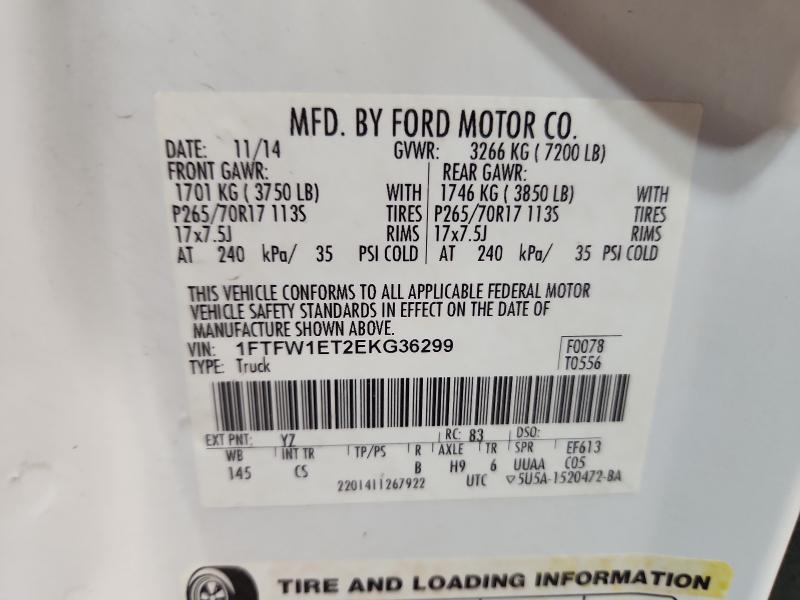 MFD. BY FORD MOTOR CO.
DATE: 11/14 GVWR: 3266 KG ( 7200 LB)
FRONT GAWR: REAR GAWR:
1701 KG ( 3750 LB) WITH 1746 KG ( 3850 LB) WITH
P265/70R17 113S TIRES P265/70R17 113S TIRES
17x7.5J RIMS 17x7.5J RIMS
AT 240 kPa/ 35 PSI COLD AT 240 kPa/ 35 PSI COLD
THIS VEHICLE CONFORMS TO ALL APPLICABLE FEDERAL MOTOR
VEHICLE SAFETY STANDARDS IN EFFECT ON THE DATE OF
MANUFACTURE SHOWN ABOVE.
VIN: 1FTFW1ET2EKG36299 F0078
TYPE: Truck T0556
EXT PNT: YZ RC: 83 DSO:
WB INT TR TP/PS R AXLE TR SPR EF613
145 CS B H9 6 UUAA C05
2201411267922 UTC ▽5U5A-1520472-BA
TIRE AND LOADING INFORMATION